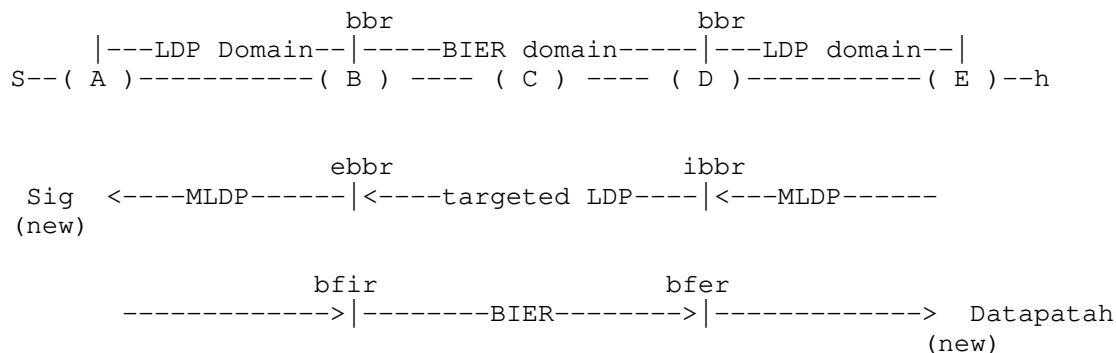 bbr bbr
|---LDP Domain--|-----BIER domain-----|---LDP domain--|
S--( A )-----------( B ) ---- ( C ) ---- ( D )-----------( E )--h
ebbr ibbr
Sig <----MLDP------|<----targeted LDP----|<---MLDP------
(new)
bfir bfer
------------->|--------BIER-------->|-------------> Datapatah
(new)